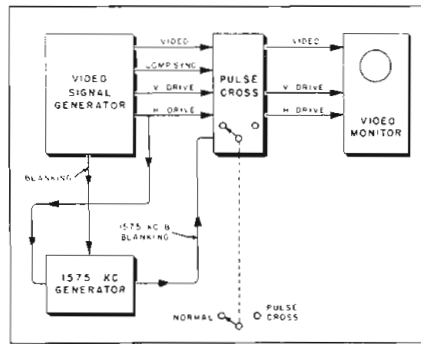 VIDEO
SIGNAL
GENERATOR
VIDEO
COMP SYNC
V DRIVE
H DRIVE
PULSE
CROSS
VIDEO
V DRIVE
H DRIVE
VIDEO
MONITOR
BLANKING
1575 KC &
BLANKING
1575 KC
GENERATOR
NORMAL
PULSE
CROSS